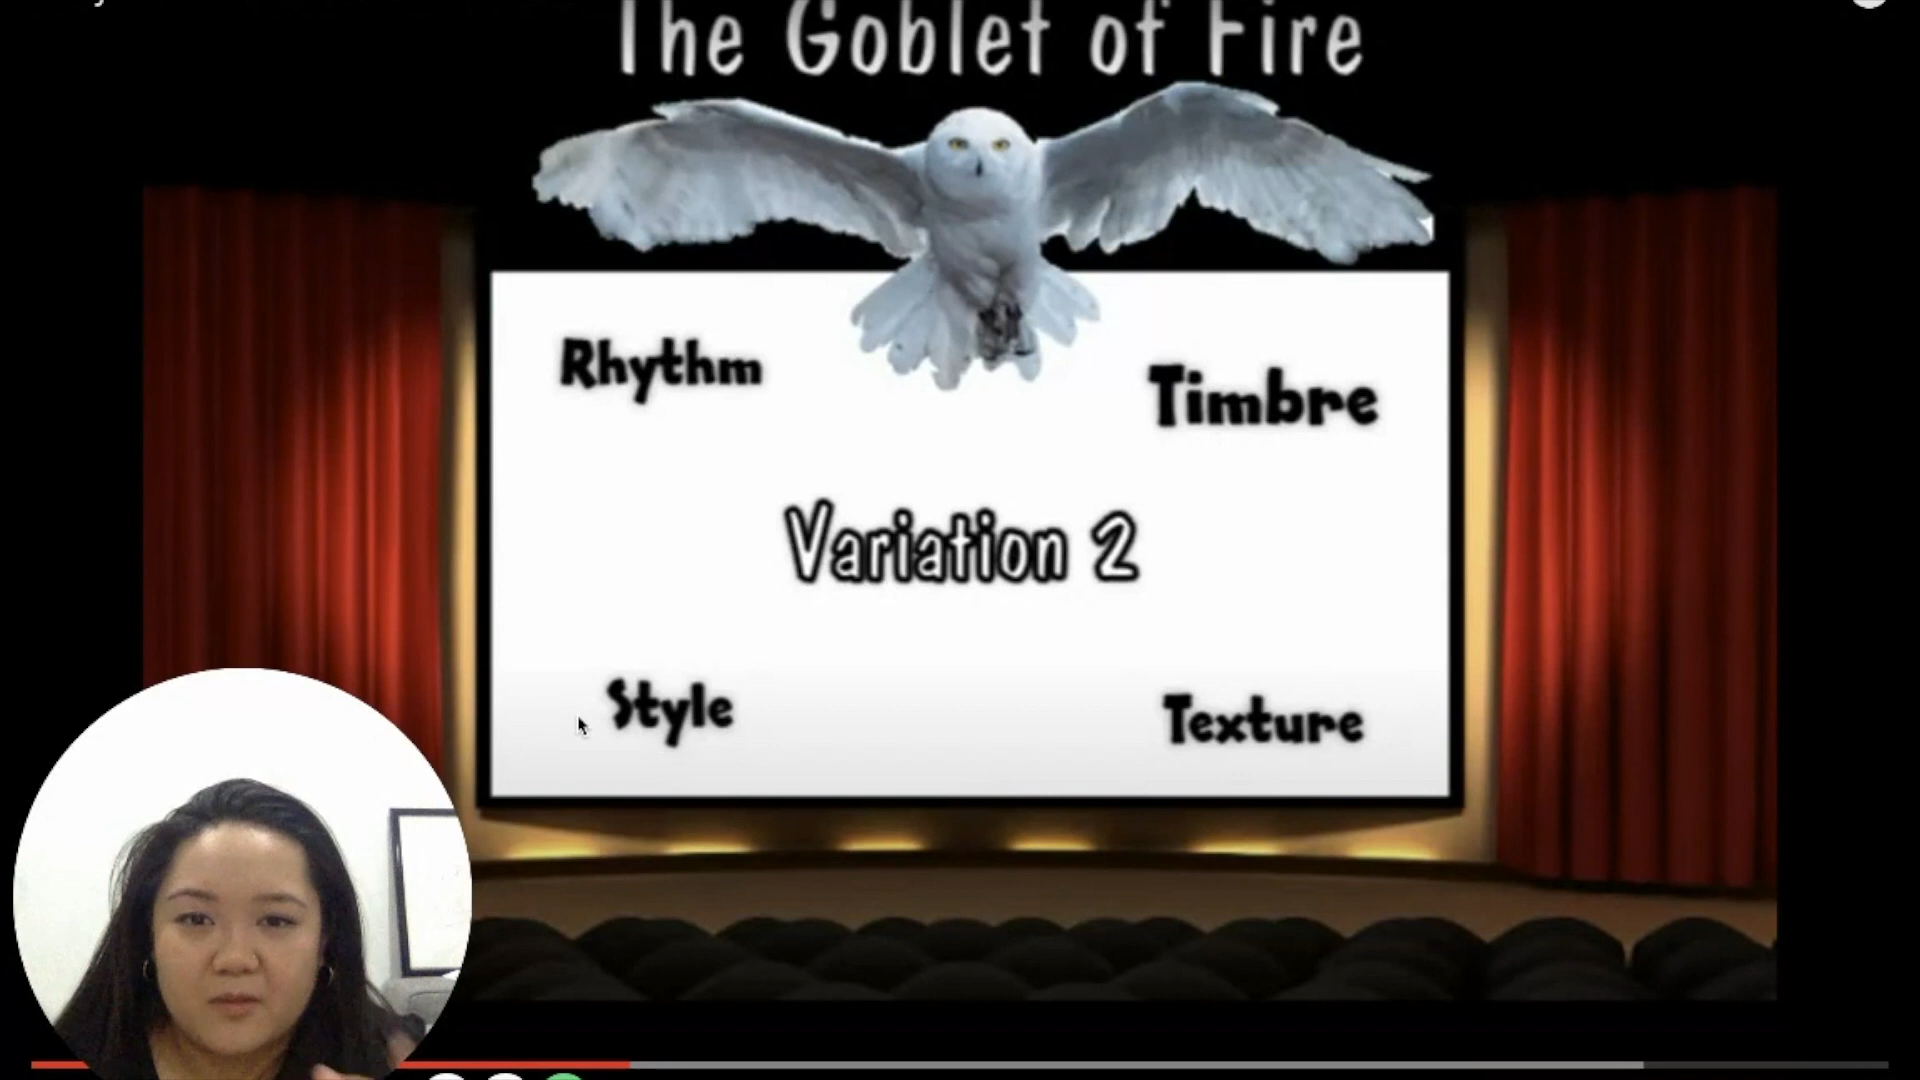 The Goblet of Fire
Rhythm
Timbre
Variation 2
Style
Texture